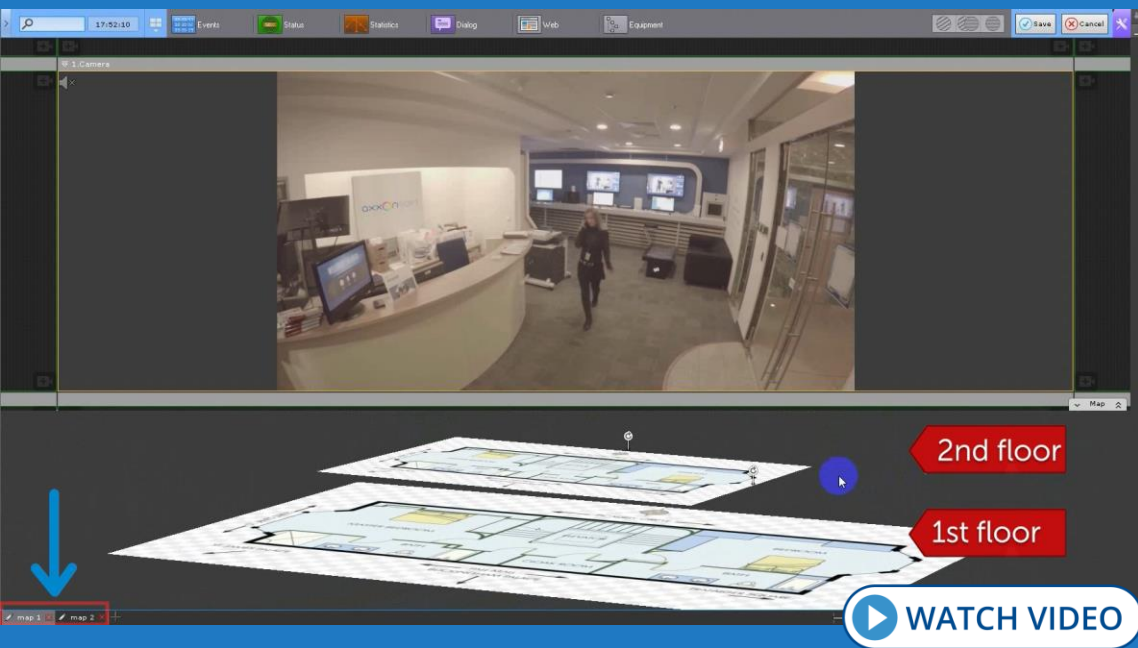 17:52:10
Events
Status
Statistics
Dialog
Web
Equipment
Save
Cancel
1.Camera
Map
2nd floor
1st floor
BEDROOM
map 1
map 2
WATCH VIDEO